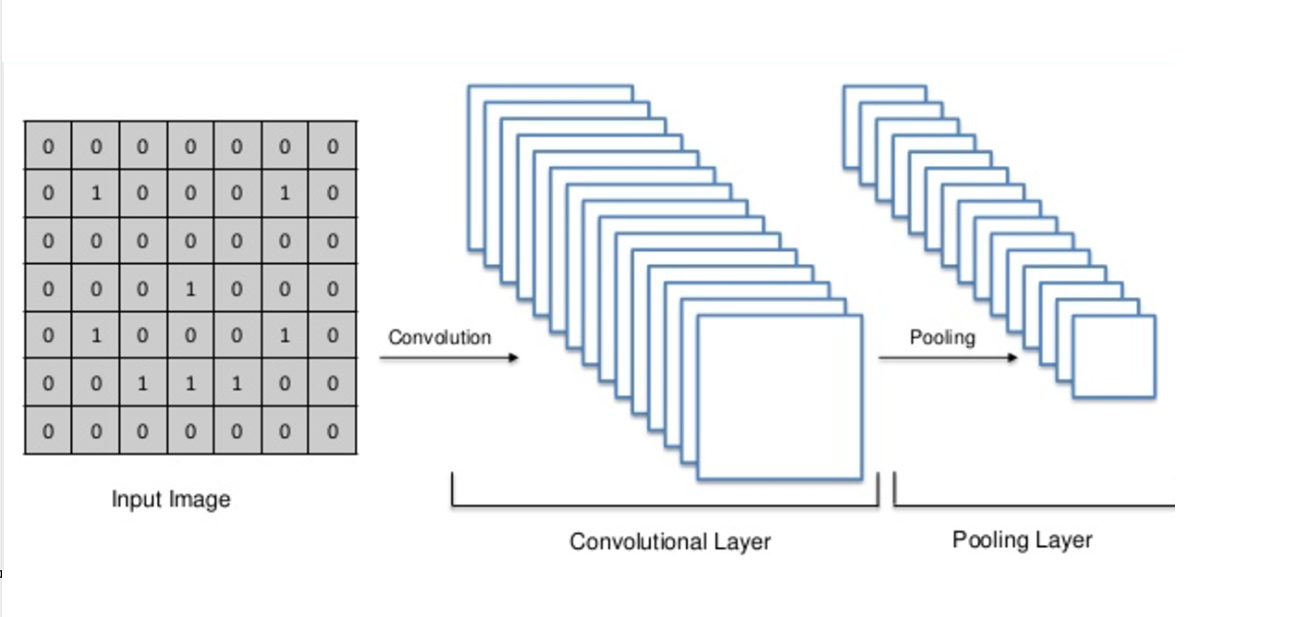 0 0 0 0 0 0 0
0 1 0 0 0 1 0
0 0 0 0 0 0 0
0 0 0 1 0 0 0
0 1 0 0 0 1 0
0 0 1 1 1 0 0
0 0 0 0 0 0 0
Input Image
Convolution
Convolutional Layer
Pooling
Pooling Layer